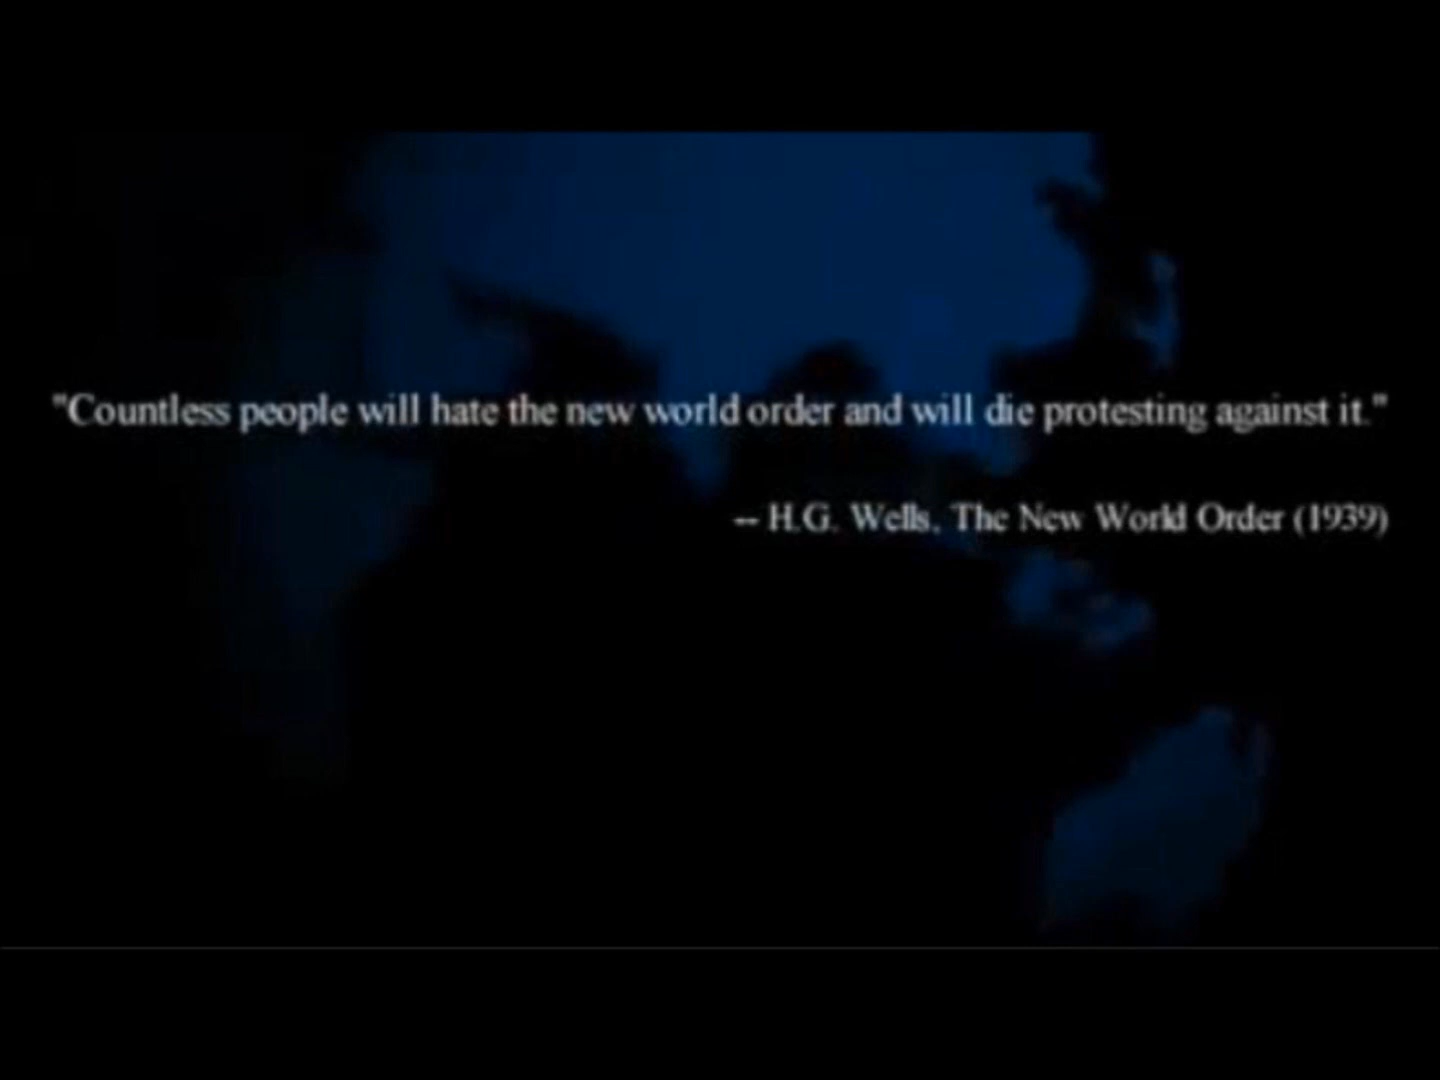 "Countless people will hate the new world order and will die protesting against it."
-- H.G. Wells, The New World Order (1939)